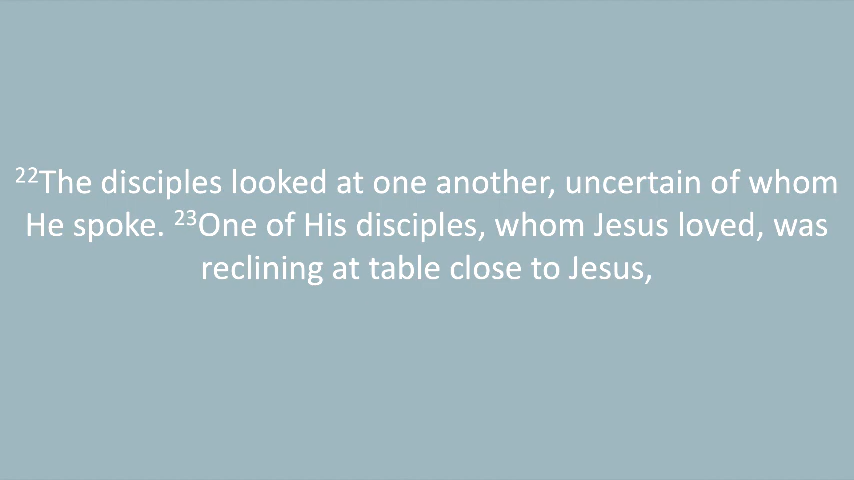 ²²The disciples looked at one another, uncertain of whom
He spoke. ²³One of His disciples, whom Jesus loved, was
reclining at table close to Jesus,